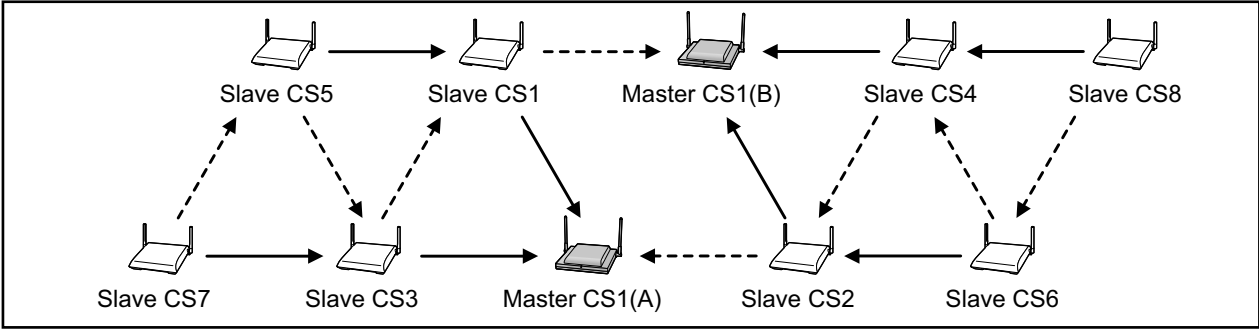 Slave CS5
Slave CS1
Master CS1(B)
Slave CS4
Slave CS8
Slave CS7
Slave CS3
Master CS1(A)
Slave CS2
Slave CS6